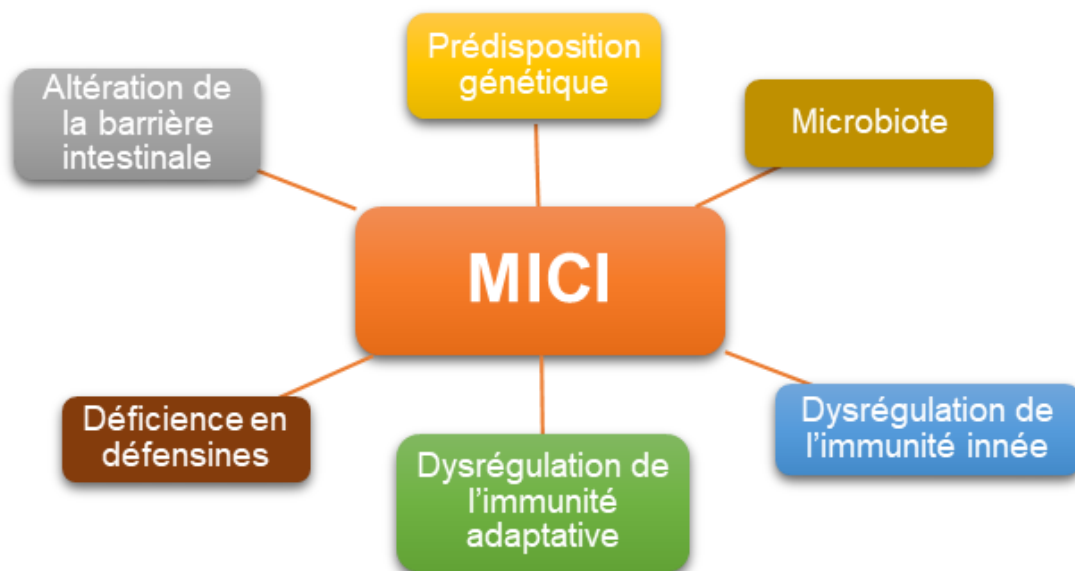 Prédisposition
génétique
Altération de
la barrière
intestinale
Microbiote
MICI
Déficience en
défensines
Dysrégulation de
l'immunité
adaptative
Dysrégulation de
l'immunité innée